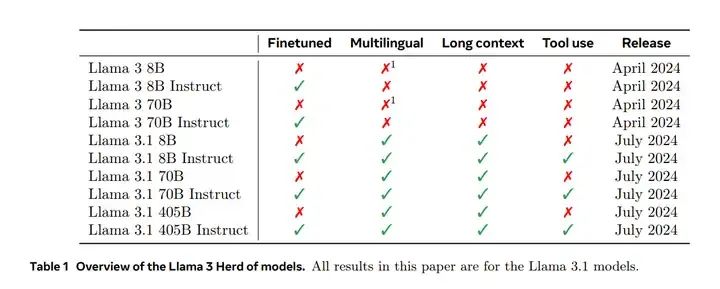 Finetuned Multilingual Long context Tool use Release
Llama 3 8B ✗ ✗¹ ✗ ✗ April 2024
Llama 3 8B Instruct ✓ ✗ ✗ ✗ April 2024
Llama 3 70B ✗ ✗¹ ✗ ✗ April 2024
Llama 3 70B Instruct ✓ ✗ ✗ ✗ April 2024
Llama 3.1 8B ✗ ✓ ✓ ✗ July 2024
Llama 3.1 8B Instruct ✓ ✓ ✓ ✓ July 2024
Llama 3.1 70B ✗ ✓ ✓ ✗ July 2024
Llama 3.1 70B Instruct ✓ ✓ ✓ ✓ July 2024
Llama 3.1 405B ✗ ✓ ✓ ✗ July 2024
Llama 3.1 405B Instruct ✓ ✓ ✓ ✓ July 2024
Table 1 Overview of the Llama 3 Herd of models. All results in this paper are for the Llama 3.1 models.